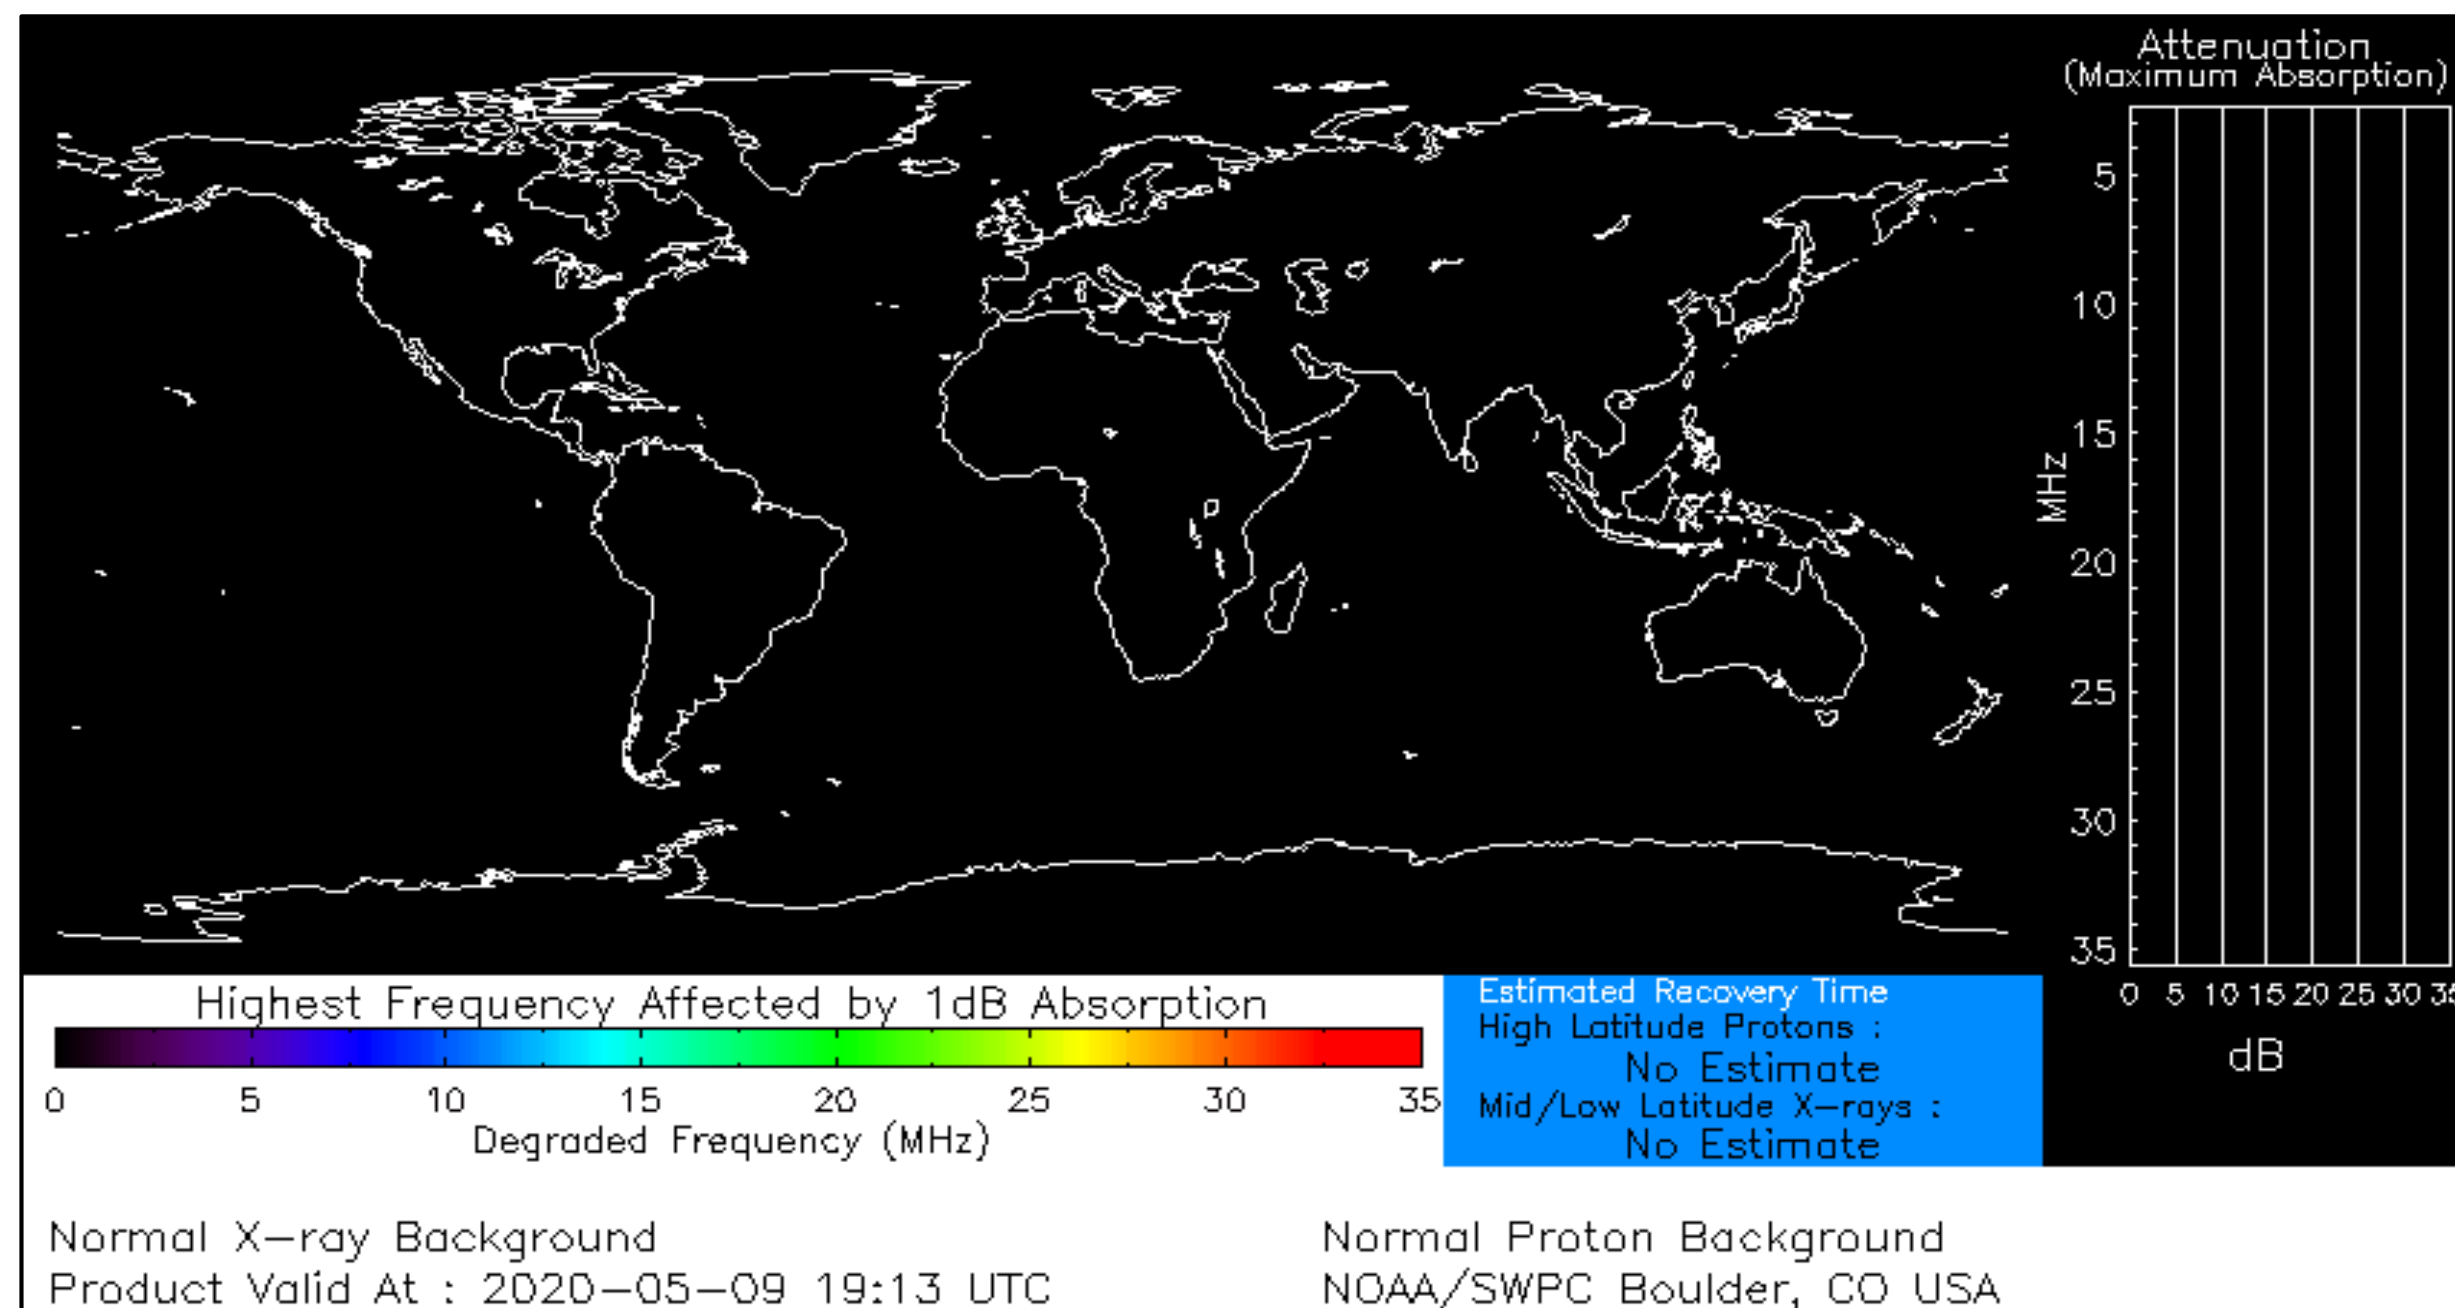 Attenuation
(Maximum Absorption)
5
10
15
MHz
20
25
30
35
0 5 10 15 20 25 30 35
dB
Highest Frequency Affected by 1dB Absorption
0 5 10 15 20 25 30 35
Degraded Frequency (MHz)
Estimated Recovery Time
High Latitude Protons :
No Estimate
Mid/Low Latitude X-rays :
No Estimate
Normal X-ray Background
Normal Proton Background
Product Valid At : 2020-05-09 19:13 UTC
NOAA/SWPC Boulder, CO USA